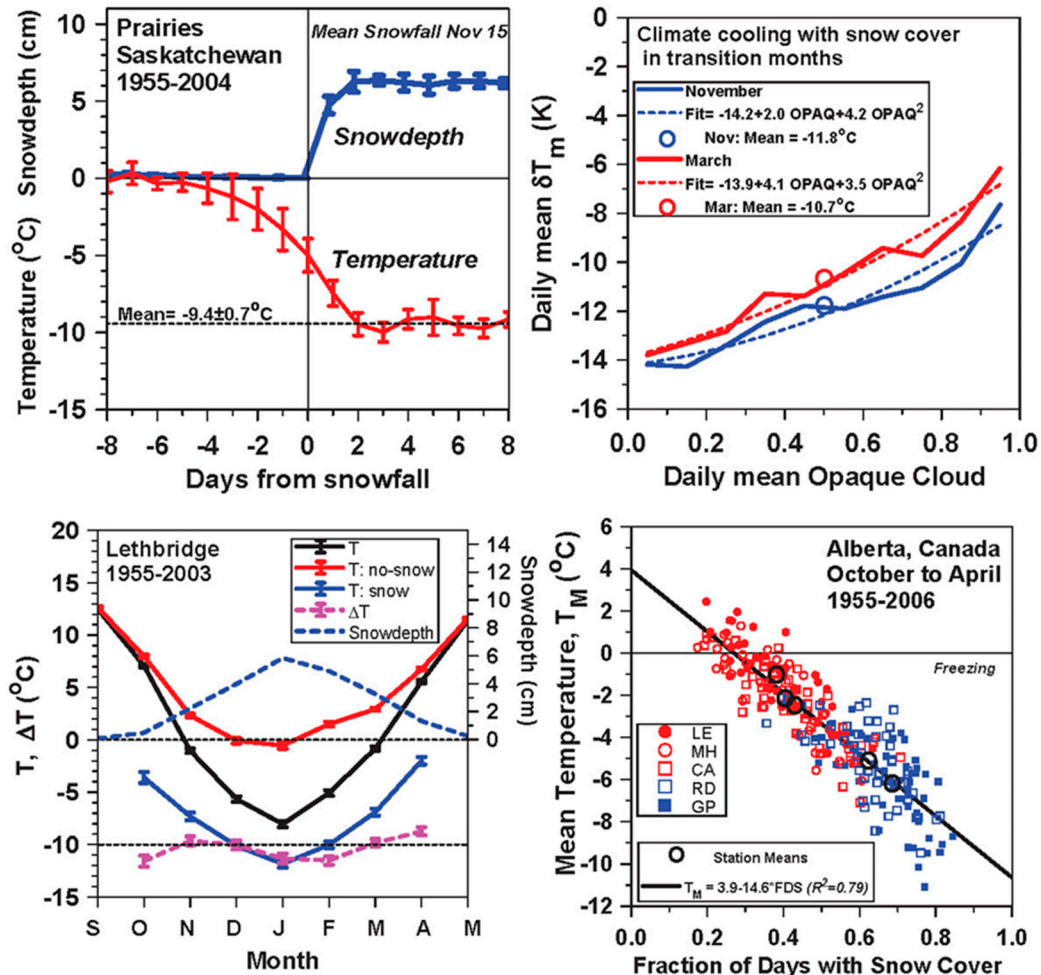 Prairies
Saskatchewan
1955-2004
Mean Snowfall Nov 15
Snowdepth
Temperature
Mean= -9.4±0.7°C
Snowdepth (cm)
Temperature (°C)
10
5
0
-5
-10
-15
-8 -6 -4 -2 0 2 4 6 8
Days from snowfall
Climate cooling with snow cover
in transition months
November
Fit= -14.2+2.0 OPAQ+4.2 OPAQ²
Nov: Mean = -11.8°C
March
Fit= -13.9+4.1 OPAQ+3.5 OPAQ²
Mar: Mean = -10.7°C
Daily mean δTm (K)
0
-2
-4
-6
-8
-10
-12
-14
-16
0.0 0.2 0.4 0.6 0.8 1.0
Daily mean Opaque Cloud
Lethbridge
1955-2003
T
T: no-snow
T: snow
ΔT
Snowdepth
T, ΔT (°C)
20
15
10
5
0
-5
-10
-15
Snowdepth (cm)
14
12
10
8
6
4
2
0
S O N D J F M A M
Month
Alberta, Canada
October to April
1955-2006
Freezing
LE
MH
CA
RD
GP
Station Means
TM = 3.9-14.6*FDS (R²=0.79)
Mean Temperature, TM (°C)
6
4
2
0
-2
-4
-6
-8
-10
-12
0.0 0.2 0.4 0.6 0.8 1.0
Fraction of Days with Snow Cover